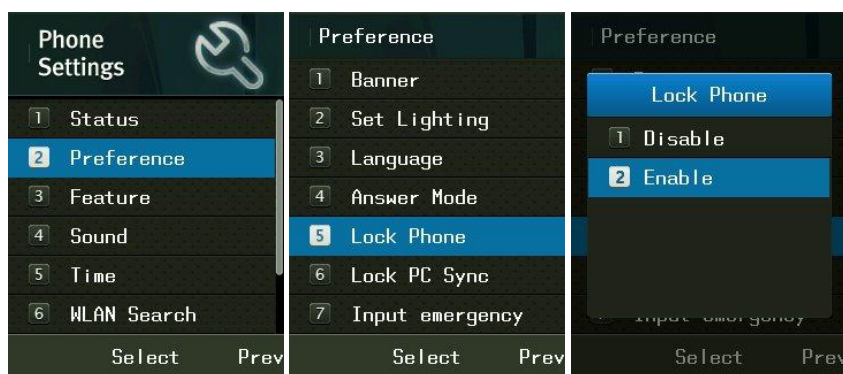 Phone
Settings
1 Status
2 Preference
3 Feature
4 Sound
5 Time
6 WLAN Search
Select Prev
Preference
1 Banner
2 Set Lighting
3 Language
4 Answer Mode
5 Lock Phone
6 Lock PC Sync
7 Input emergency
Select Prev
Preference
Lock Phone
1 Disable
2 Enable
Input emergency
Select Prev